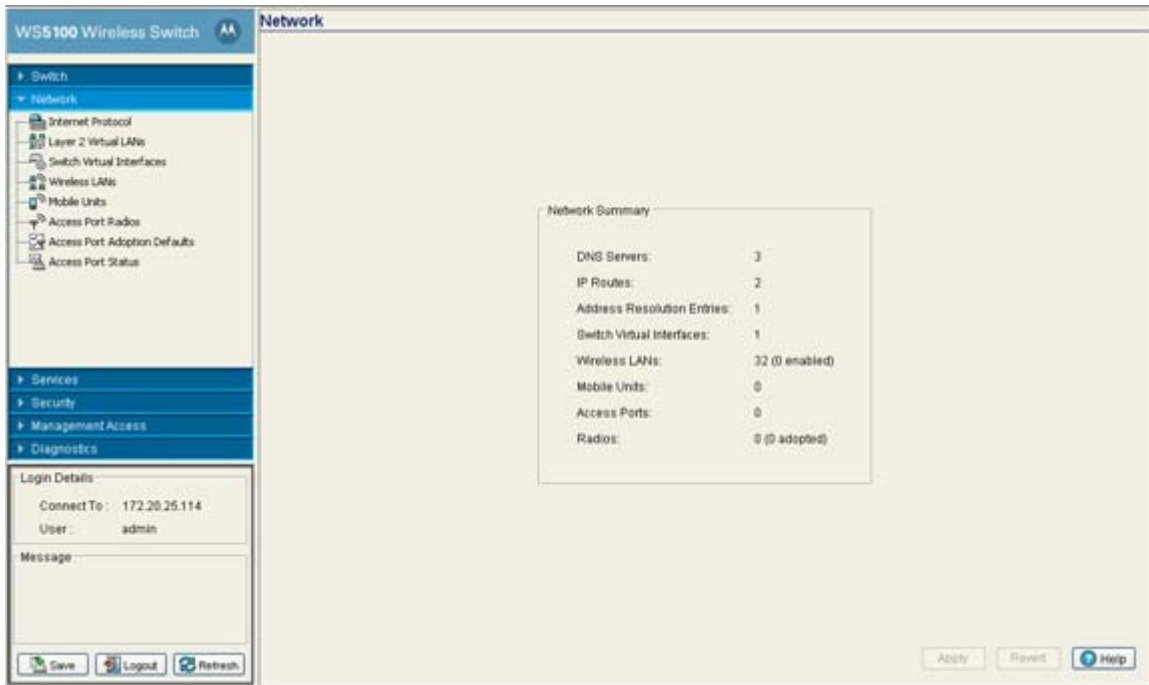 WS5100 Wireless Switch
Network
Switch
Network
Internet Protocol
Layer 2 Virtual LANs
Switch Virtual Interfaces
Wireless LANs
Mobile Units
Access Port Radios
Access Port Adoption Defaults
Access Port Status
Services
Security
Management Access
Diagnostics
Login Details
Connect To : 172.20.25.114
User : admin
Message
Save Logout Refresh
Network Summary
DNS Servers: 3
IP Routes: 2
Address Resolution Entries: 1
Switch Virtual Interfaces: 1
Wireless LANs: 32 (0 enabled)
Mobile Units: 0
Access Ports: 0
Radios: 0 (0 adopted)
Apply Revert Help